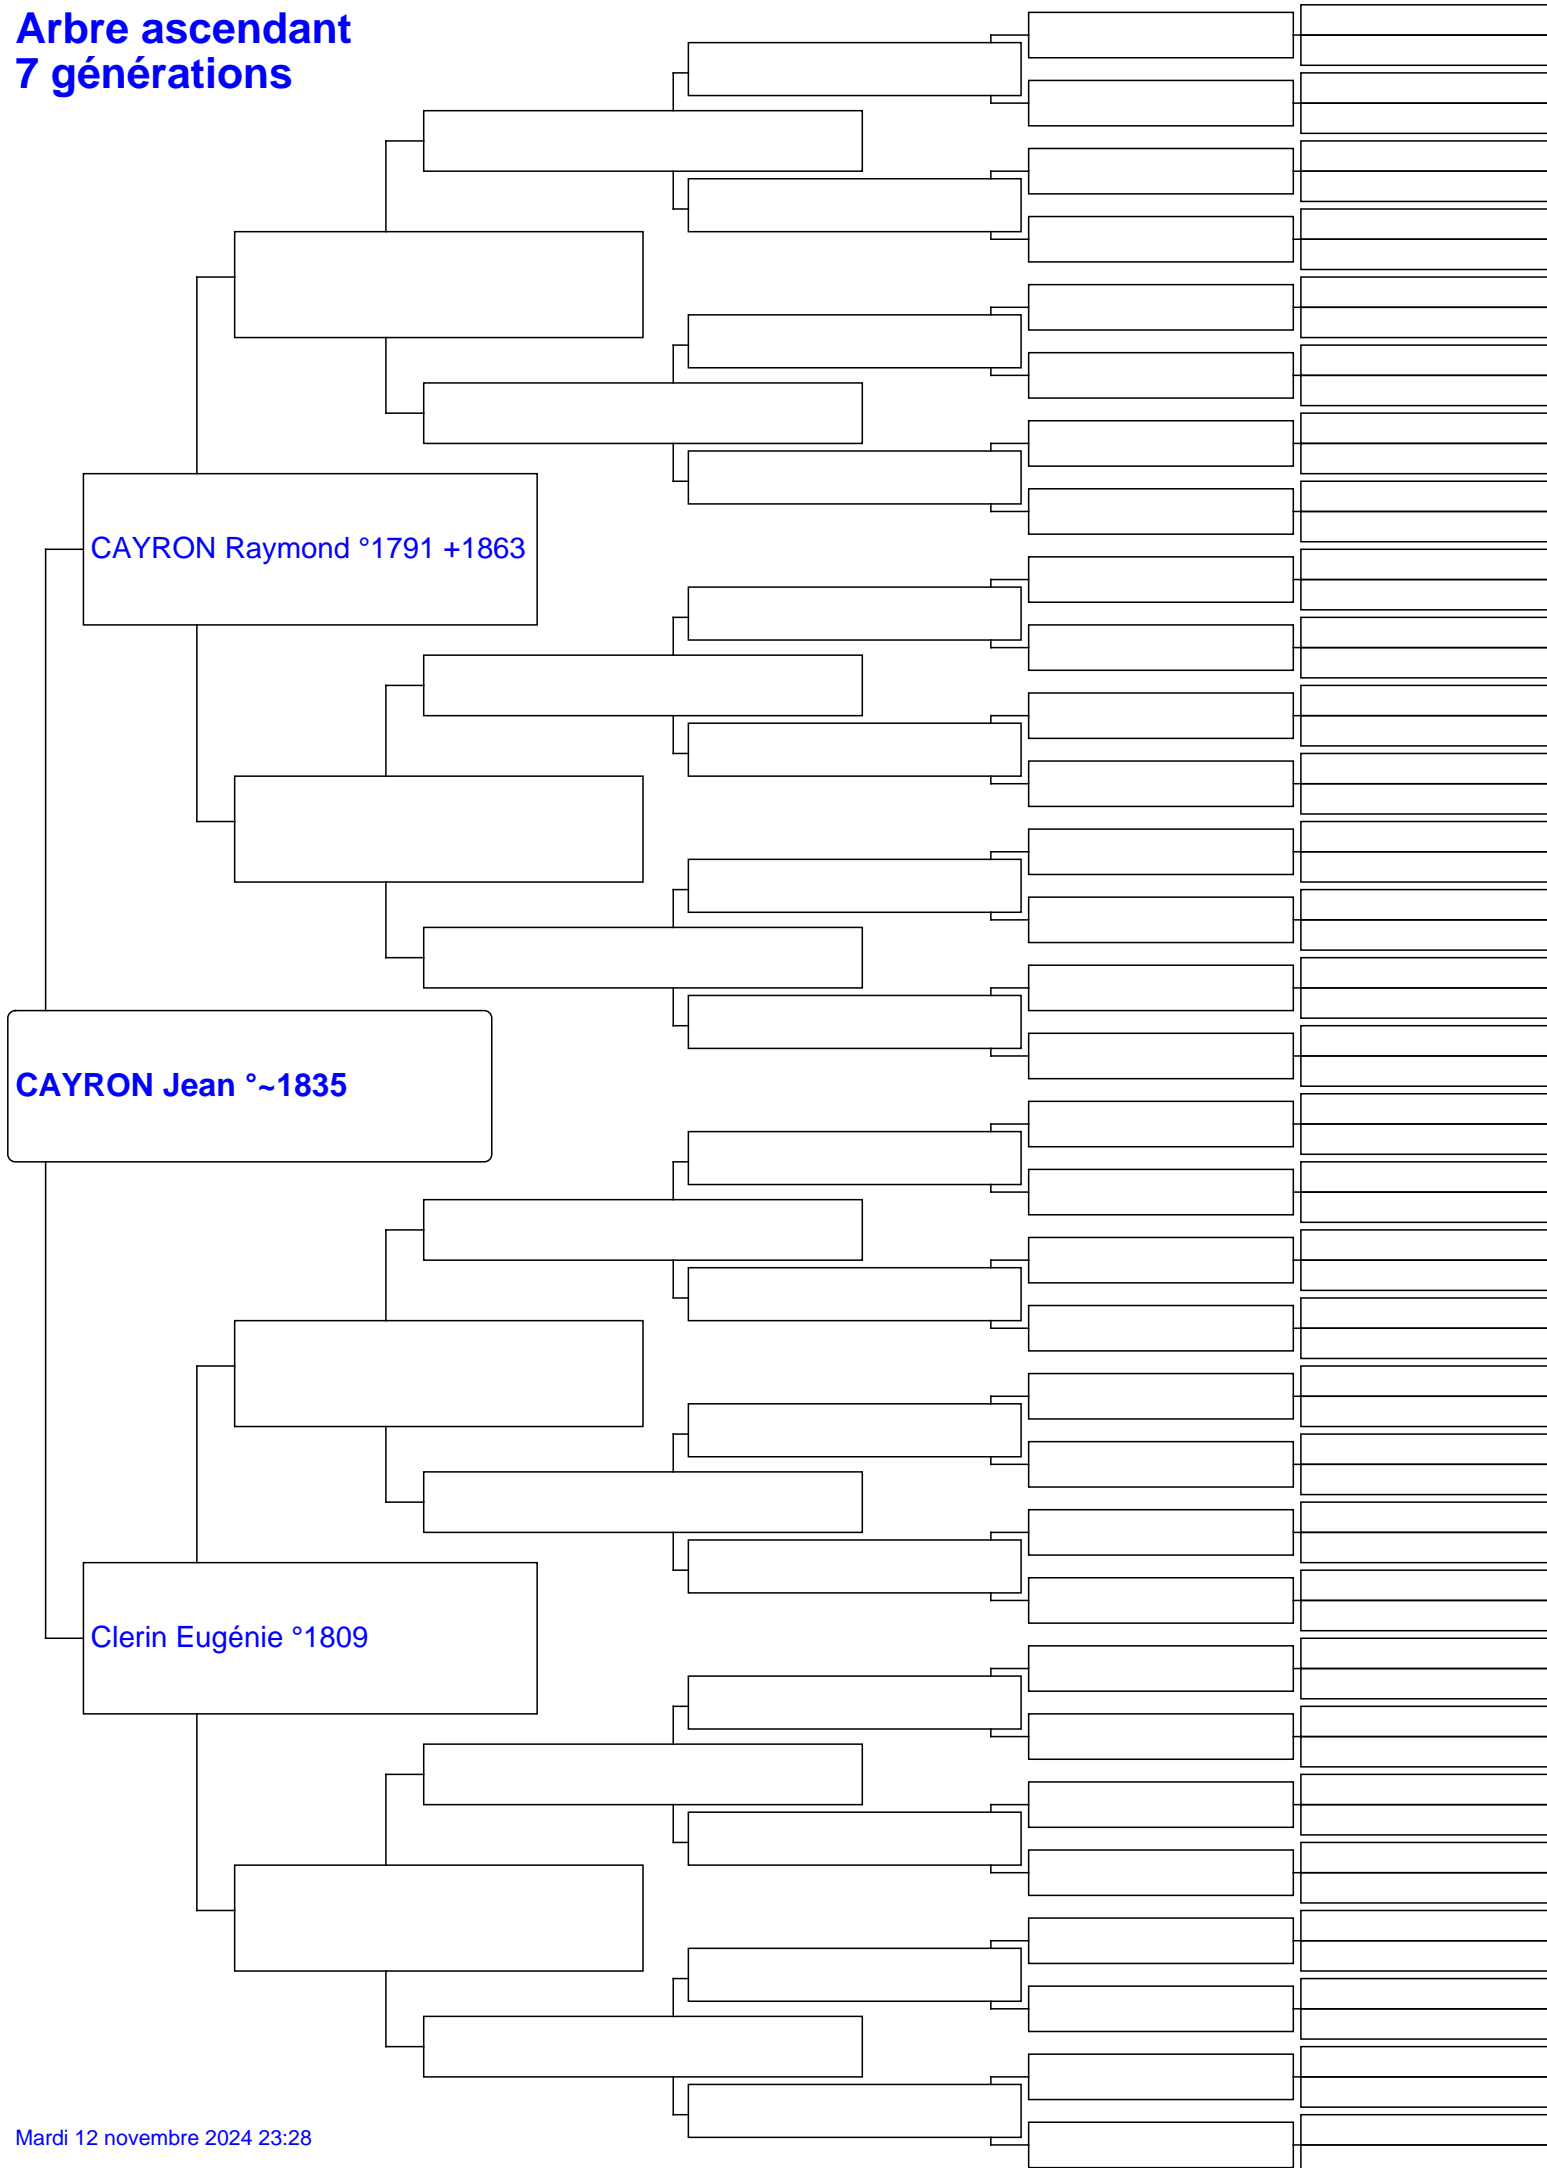 Arbre ascendant
7 générations
CAYRON Raymond °1791 +1863
CAYRON Jean °~1835
Clerin Eugénie °1809
Mardi 12 novembre 2024 23:28